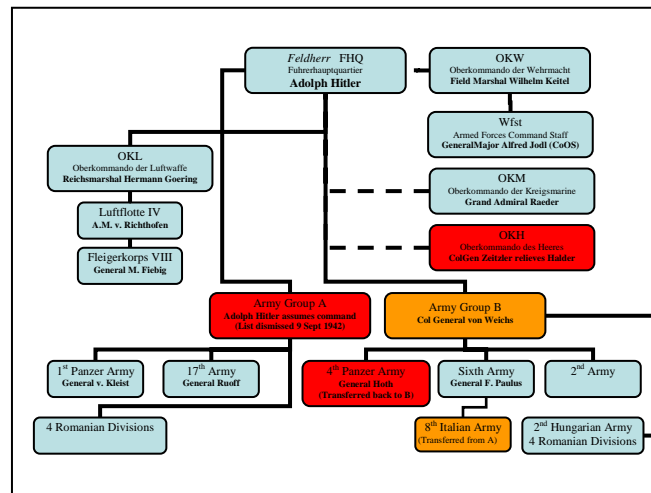 Feldherr FHQ
Fuhrerhauptquartier
Adolph Hitler
OKW
Oberkommando der Wehrmacht
Field Marshal Wilhelm Keitel
Wfst
Armed Forces Command Staff
GeneralMajor Alfred Jodl (CoOS)
OKL
Oberkommando der Luftwaffe
Reichsmarshal Hermann Goering
OKM
Oberkommando der Kreigsmarine
Grand Admiral Raeder
Luftflotte IV
A.M. v. Richthofen
OKH
Oberkommando des Heeres
ColGen Zeitzler relieves Halder
Fleigerkorps VIII
General M. Fiebig
Army Group A
Adolph Hitler assumes command
(List dismissed 9 Sept 1942)
Army Group B
Col General von Weichs
1st Panzer Army
General v. Kleist
17th Army
General Ruoff
4th Panzer Army
General Hoth
(Transferred back to B)
Sixth Army
General F. Paulus
2nd Army
4 Romanian Divisions
8th Italian Army
(Transferred from A)
2nd Hungarian Army
4 Romanian Divisions